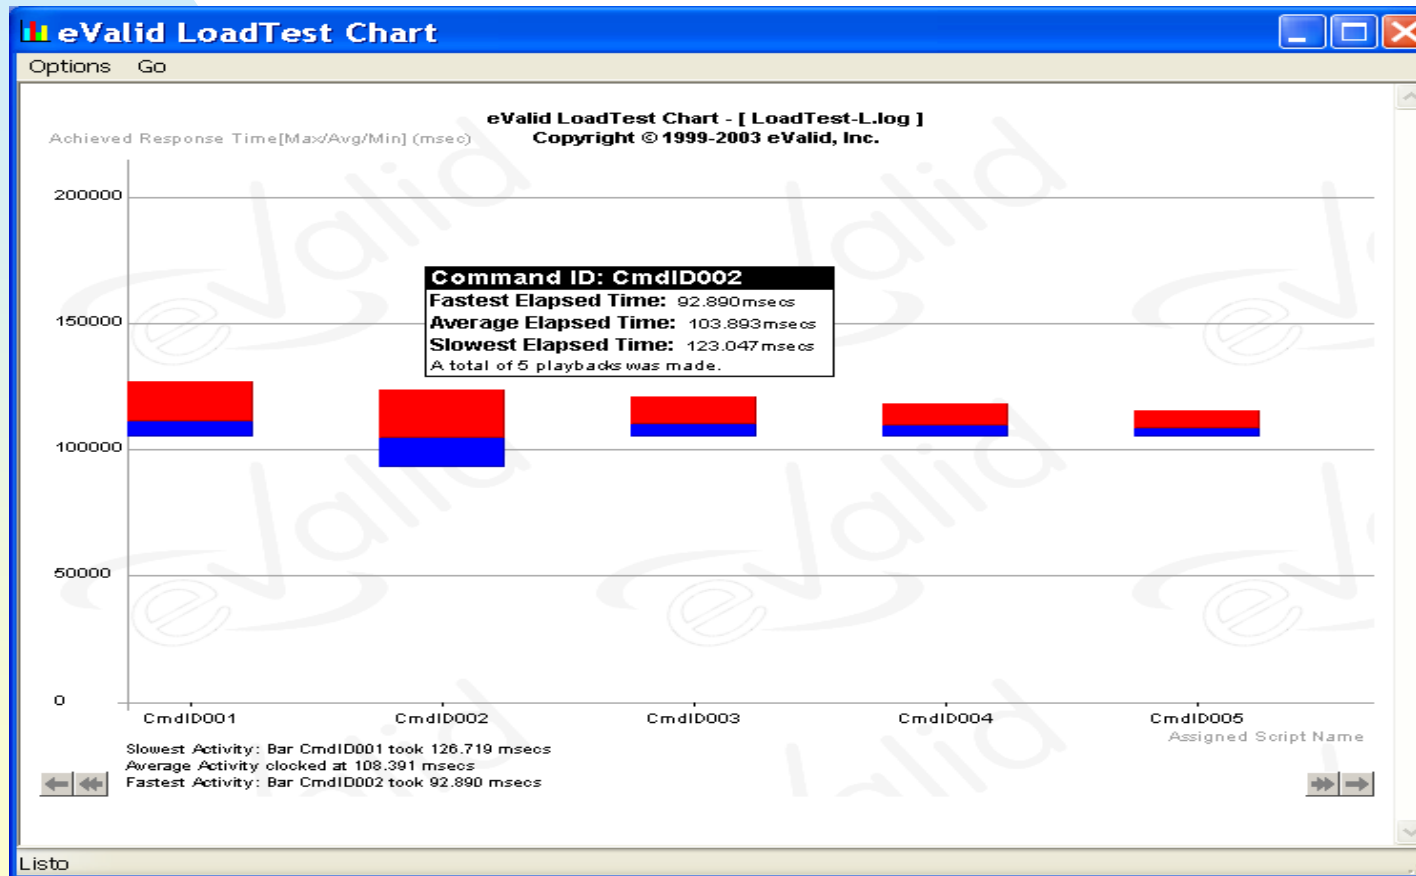 eValid LoadTest Chart
Options Go
eValid LoadTest Chart - [ LoadTest-L.log ]
Achieved Response Time[Max/Avg/Min] (msec)
Copyright © 1999-2003 eValid, Inc.
200000
Command ID: CmdID002
Fastest Elapsed Time: 92.890msecs
150000
Average Elapsed Time: 103.893msecs
Slowest Elapsed Time: 123.047msecs
A total of 5 playbacks was made.
100000
50000
0
CmdID001 CmdID002 CmdID003 CmdID004 CmdID005
Assigned Script Name
Slowest Activity: Bar CmdID001 took 126.719 msecs
Average Activity clocked at 108.391 msecs
Fastest Activity: Bar CmdID002 took 92.890 msecs
Listo
eValid
eValid
eValid
eValid